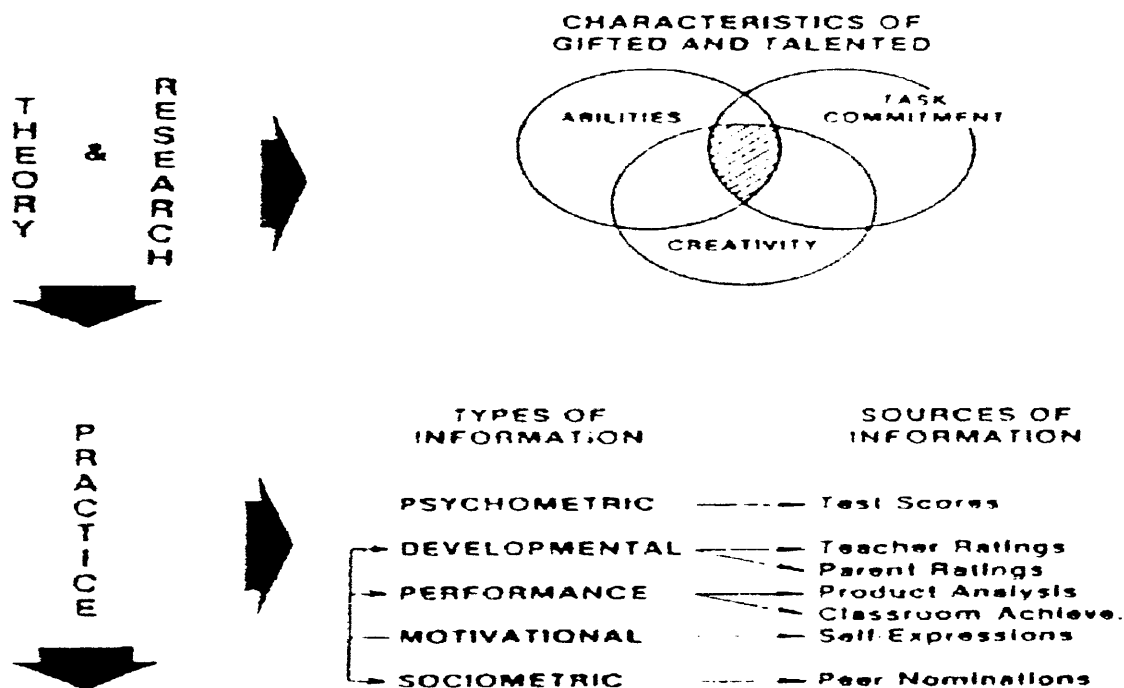 CHARACTERISTICS OF
GIFTED AND TALENTED
THEORY
&
RESEARCH
ABILITIES
TASK
COMMITMENT
CREATIVITY
PRACTICE
TYPES OF
INFORMATION
SOURCES OF
INFORMATION
PSYCHOMETRIC
Test Scores
DEVELOPMENTAL
Teacher Ratings
Parent Ratings
PERFORMANCE
Product Analysis
Classroom Achieve.
MOTIVATIONAL
Self-Expressions
SOCIOMETRIC
Peer Nominations